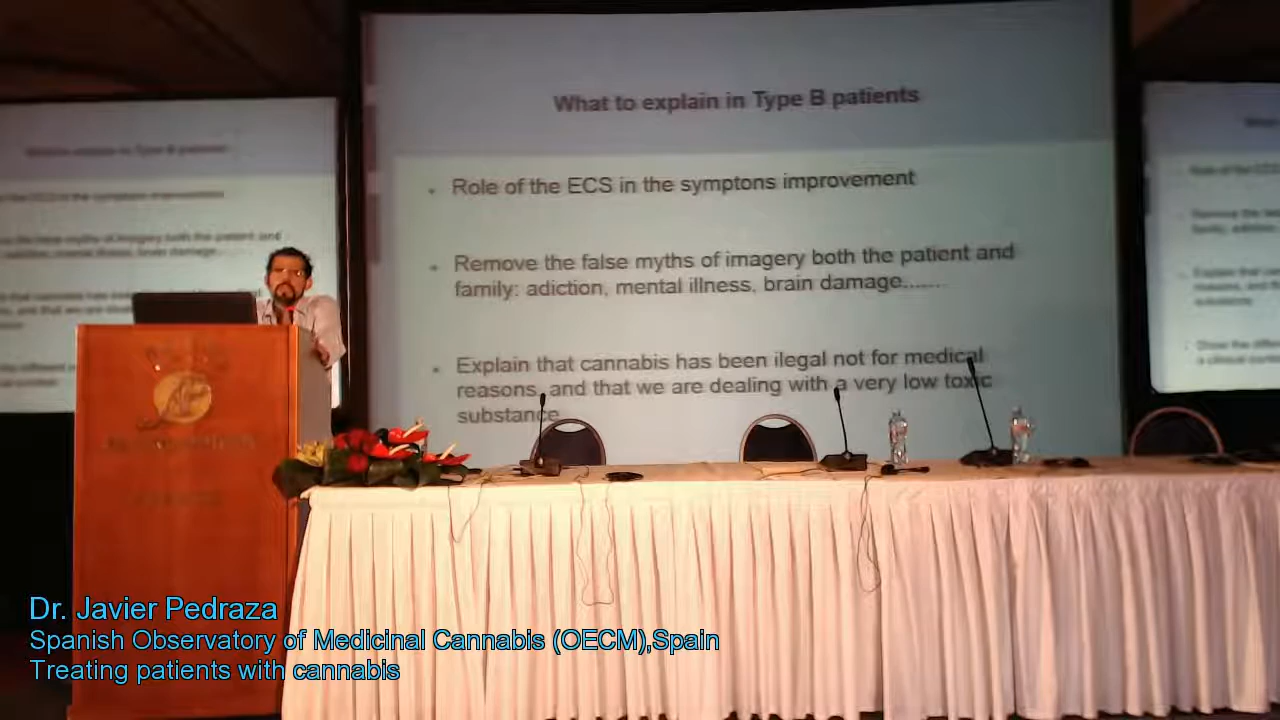 What to explain in Type B patients
• Role of the ECS in the symptons improvement
• Remove the false myths of imagery both the patient and
family: adiction, mental illness, brain damage.......
• Explain that cannabis has been ilegal not for medical
reasons, and that we are dealing with a very low toxic
substance
Dr. Javier Pedraza
Spanish Observatory of Medicinal Cannabis (OECM),Spain
Treating patients with cannabis